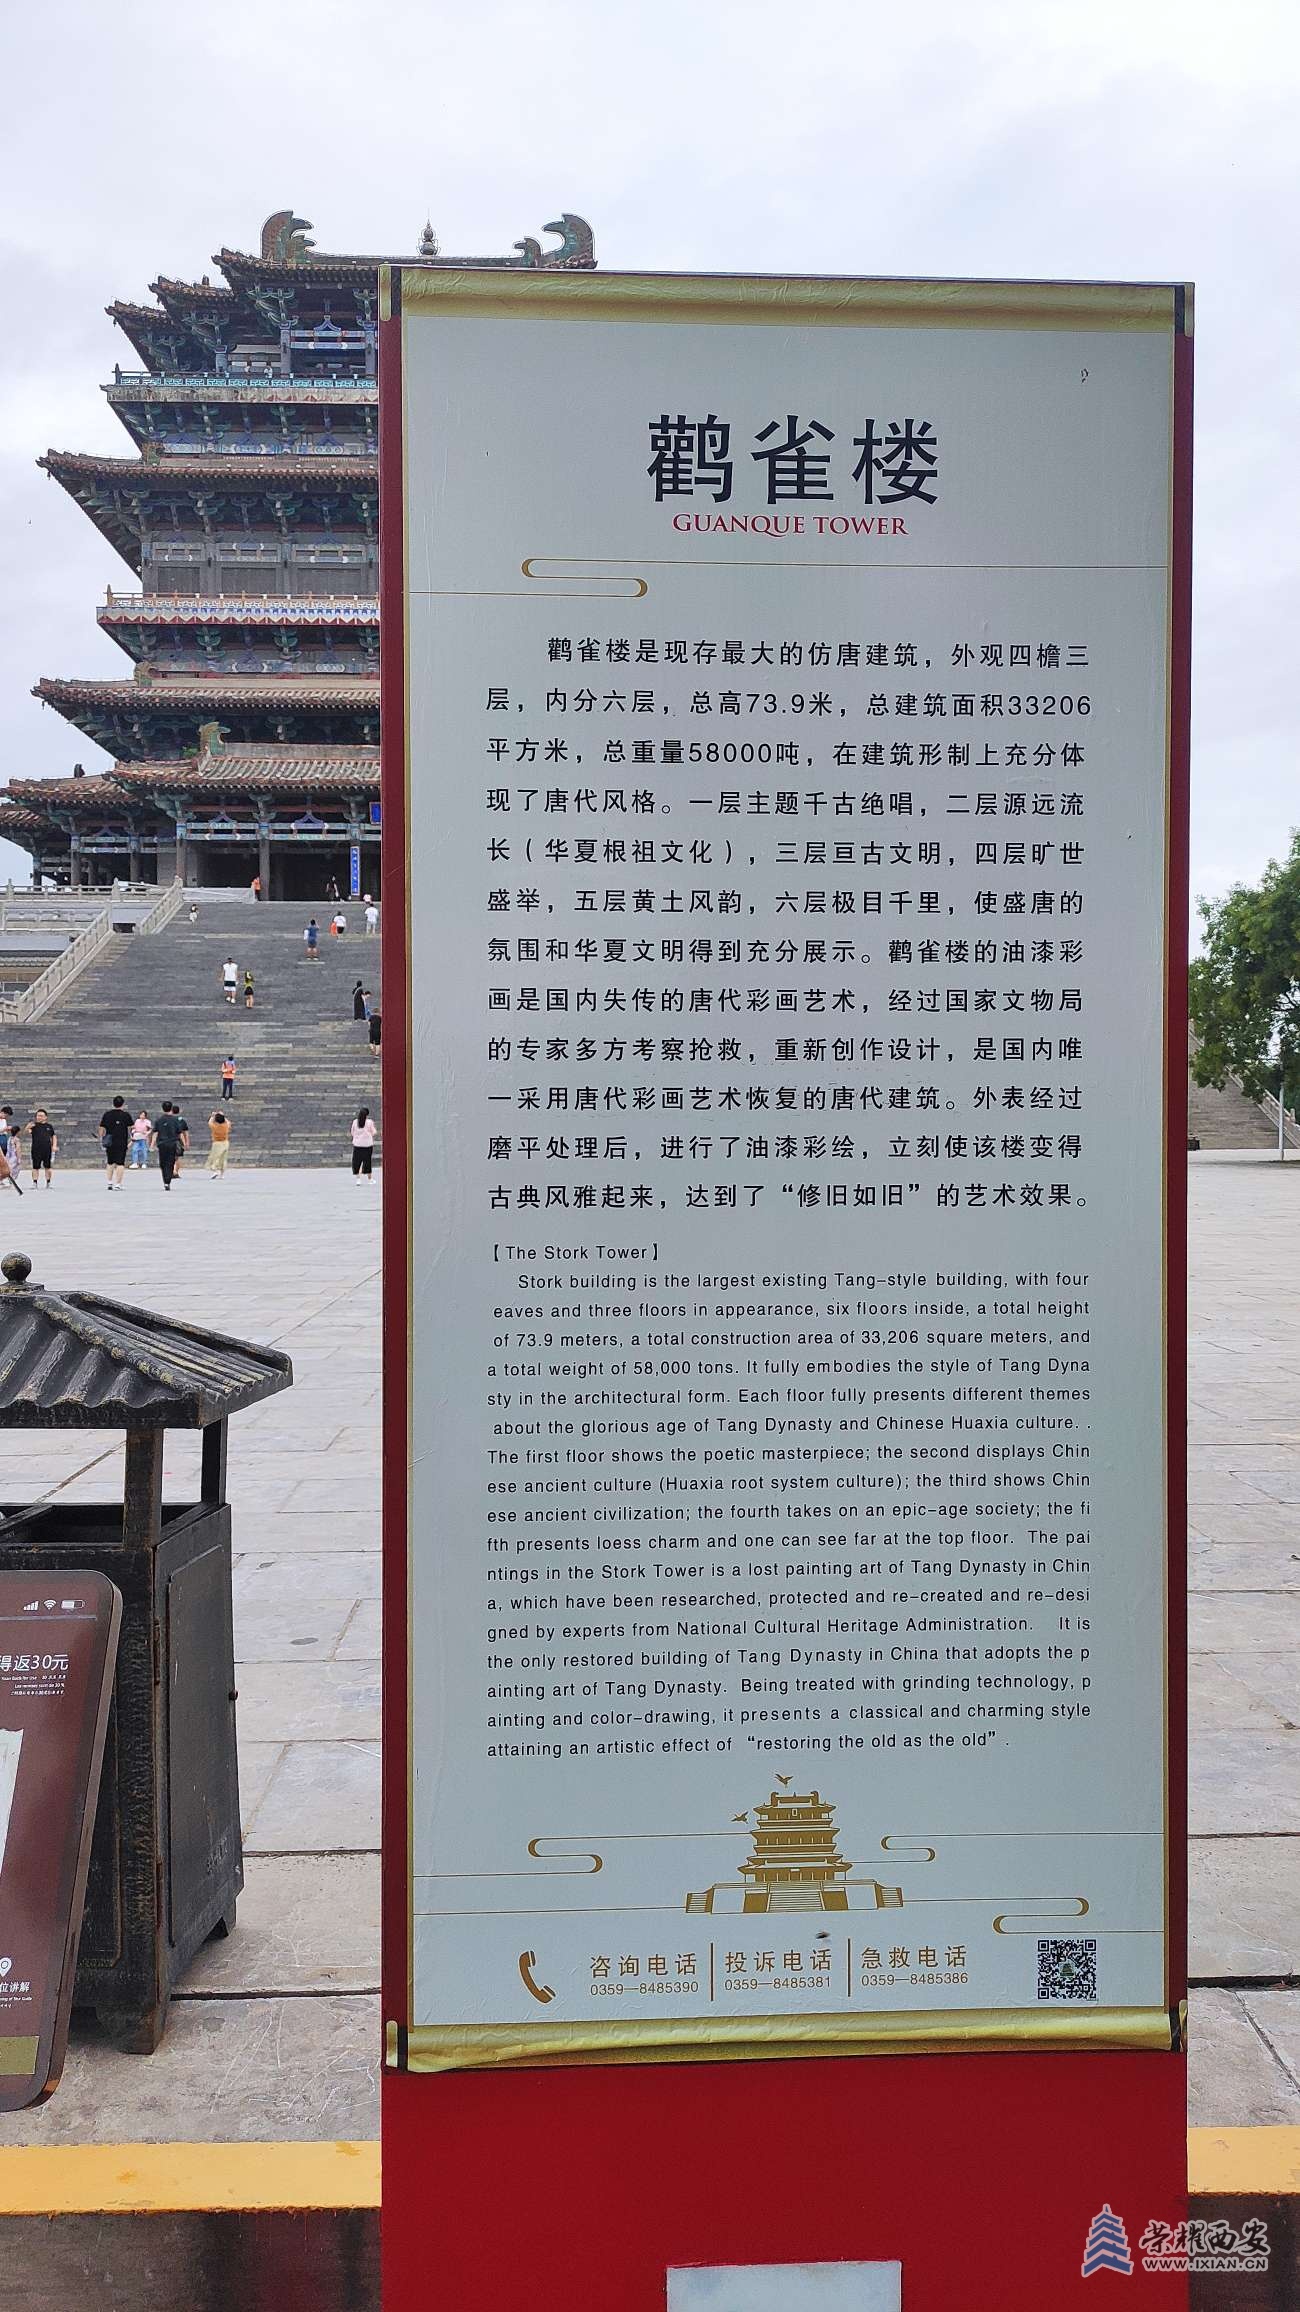 鹳雀楼
GUANQUE TOWER
鹳雀楼是现存最大的仿唐建筑，外观四檐三
层，内分六层，总高73.9米，总建筑面积33206
平方米，总重量58000吨，在建筑形制上充分体
现了唐代风格。一层主题千古绝唱，二层源远流
长（华夏根祖文化），三层亘古文明，四层旷世
盛举，五层黄土风韵，六层极目千里，使盛唐的
氛围和华夏文明得到充分展示。鹳雀楼的油漆彩
画是国内失传的唐代彩画艺术，经过国家文物局
的专家多方考察抢救，重新创作设计，是国内唯
一采用唐代彩画艺术恢复的唐代建筑。外表经过
磨平处理后，进行了油漆彩绘，立刻使该楼变得
古典风雅起来，达到了“修旧如旧”的艺术效果。
【The Stork Tower】
Stork building is the largest existing Tang-style building, with four
eaves and three floors in appearance, six floors inside, a total height
of 73.9 meters, a total construction area of 33,206 square meters, and
a total weight of 58,000 tons. It fully embodies the style of Tang Dyna
sty in the architectural form. Each floor fully presents different themes
about the glorious age of Tang Dynasty and Chinese Huaxia culture. .
The first floor shows the poetic masterpiece; the second displays Chin
ese ancient culture (Huaxia root system culture); the third shows Chin
ese ancient civilization; the fourth takes on an epic-age society; the fi
fth presents loess charm and one can see far at the top floor. The pai
ntings in the Stork Tower is a lost painting art of Tang Dynasty in Chin
a, which have been researched, protected and re-created and re-desi
gned by experts from National Cultural Heritage Administration. It is
the only restored building of Tang Dynasty in China that adopts the p
ainting art of Tang Dynasty. Being treated with grinding technology, p
ainting and color-drawing, it presents a classical and charming style
attaining an artistic effect of “restoring the old as the old”.
咨询电话 投诉电话 急救电话
0359—8485390 0359—8485381 0359—8485386
得返30元
位讲解
荣耀西安
WWW.IXIAN.CN